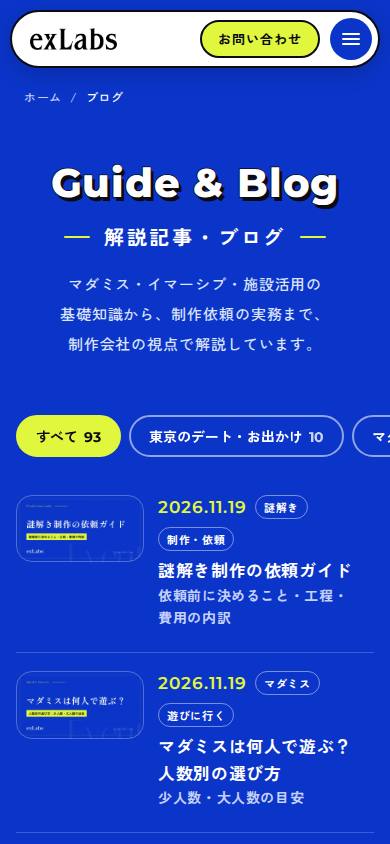 exLabs
お問い合わせ
ホーム / ブログ
Guide & Blog
解説記事・ブログ
マダミス・イマーシブ・施設活用の
基礎知識から、制作依頼の実務まで、
制作会社の視点で解説しています。
すべて 93
東京のデート・お出かけ 10
マ
謎解き制作の依頼ガイド
exLabs
2026.11.19 謎解き
制作・依頼
謎解き制作の依頼ガイド
依頼前に決めること・工程・
費用の内訳
マダミスは何人で遊ぶ？
exLabs
2026.11.19 マダミス
遊びに行く
マダミスは何人で遊ぶ？
人数別の選び方
少人数・大人数の目安